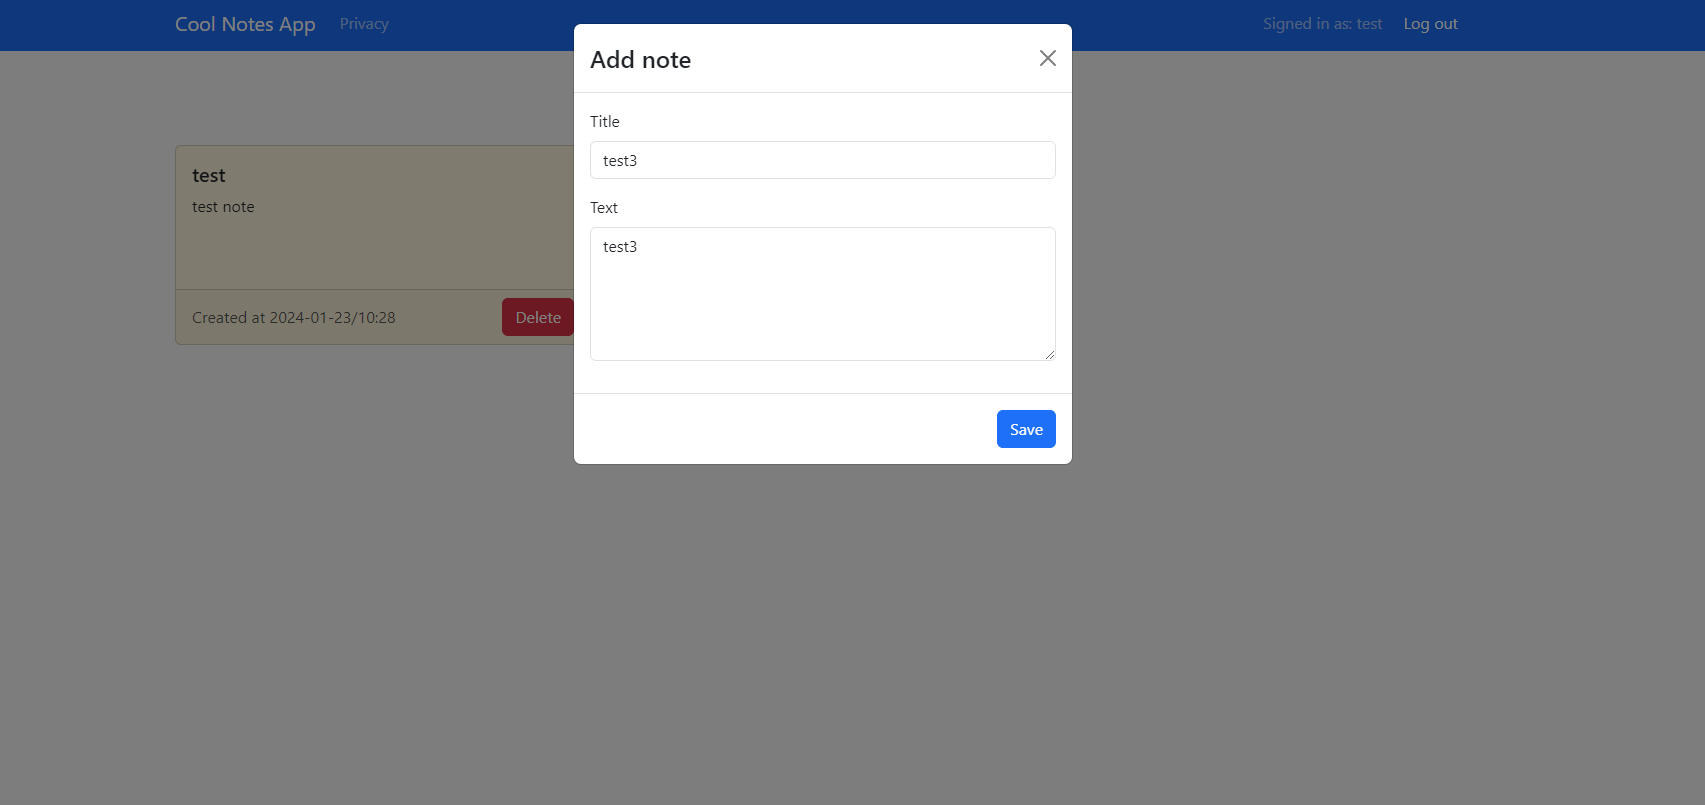 Cool Notes App Privacy Signed in as: test Log out
Add note
Title
test3
Text
test3
Save
test
test note
Created at 2024-01-23/10:28 Delete